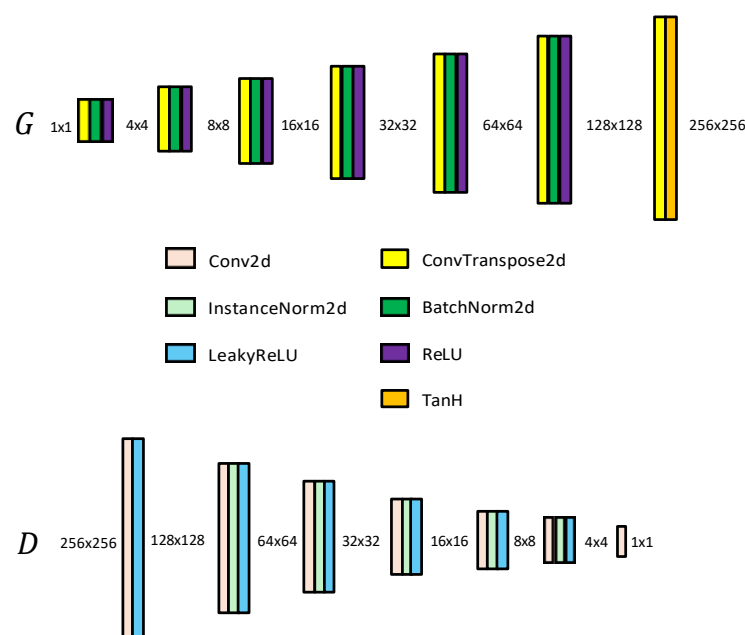 G 1x1 4x4 8x8 16x16 32x32 64x64 128x128 256x256
Conv2d ConvTranspose2d
InstanceNorm2d BatchNorm2d
LeakyReLU ReLU
TanH
D 256x256 128x128 64x64 32x32 16x16 8x8 4x4 1x1